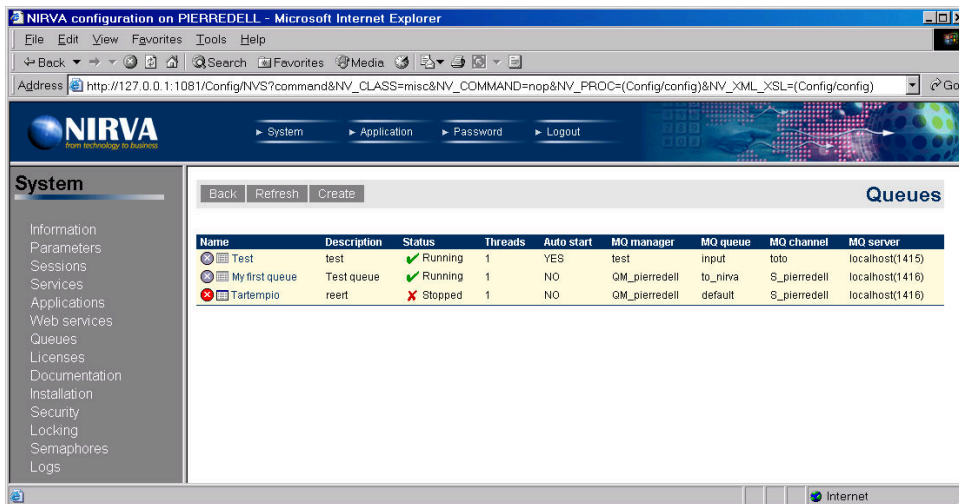 NIRVA configuration on PIERREDELL - Microsoft Internet Explorer
File Edit View Favorites Tools Help
Back Search Favorites Media
Address http://127.0.0.1:1081/Config/NVS?command&NV_CLASS=misc&NV_COMMAND=nop&NV_PROC=(Config/config)&NV_XML_XSL=(Config/config) Go
NIRVA System Application Password Logout
from technology to business
System
Back Refresh Create Queues
Information
Parameters
Sessions
Services
Applications
Web services
Queues
Licenses
Documentation
Installation
Security
Locking
Semaphores
Logs
Name Description Status Threads Auto start MQ manager MQ queue MQ channel MQ server
Test test Running 1 YES test input toto localhost(1415)
My first queue Test queue Running 1 NO QM_pierredell to_nirva S_pierredell localhost(1416)
Tartempio reert Stopped 1 NO QM_pierredell default S_pierredell localhost(1416)
Internet